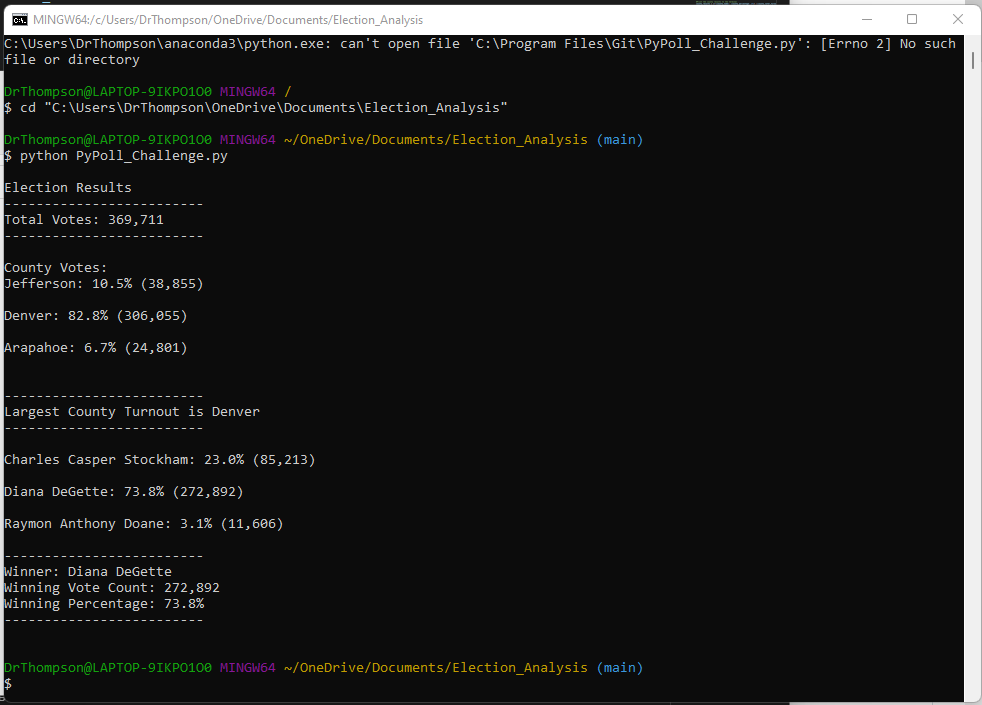 MINGW64:/c/Users/DrThompson/OneDrive/Documents/Election_Analysis
C:\Users\DrThompson\anaconda3\python.exe: can't open file 'C:\Program Files\Git\PyPoll_Challenge.py': [Errno 2] No such
file or directory
DrThompson@LAPTOP-9IKPO1O0 MINGW64 /
$ cd "C:\Users\DrThompson\OneDrive\Documents\Election_Analysis"
DrThompson@LAPTOP-9IKPO1O0 MINGW64 ~/OneDrive/Documents/Election_Analysis (main)
$ python PyPoll_Challenge.py
Election Results
-------------------------
Total Votes: 369,711
-------------------------
County Votes:
Jefferson: 10.5% (38,855)
Denver: 82.8% (306,055)
Arapahoe: 6.7% (24,801)
-------------------------
Largest County Turnout is Denver
-------------------------
Charles Casper Stockham: 23.0% (85,213)
Diana DeGette: 73.8% (272,892)
Raymon Anthony Doane: 3.1% (11,606)
-------------------------
Winner: Diana DeGette
Winning Vote Count: 272,892
Winning Percentage: 73.8%
-------------------------
DrThompson@LAPTOP-9IKPO1O0 MINGW64 ~/OneDrive/Documents/Election_Analysis (main)
$